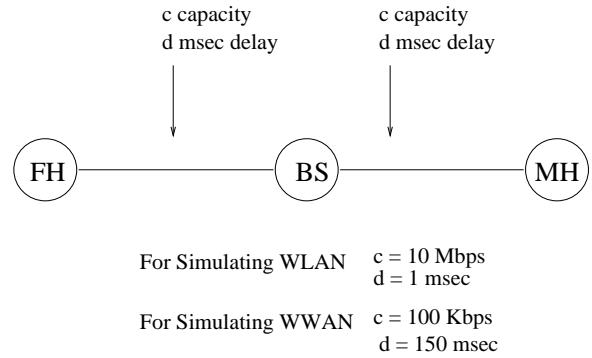 c capacity
d msec delay
c capacity
d msec delay
FH
BS
MH
For Simulating WLAN
c = 10 Mbps
d = 1 msec
For Simulating WWAN
c = 100 Kbps
d = 150 msec